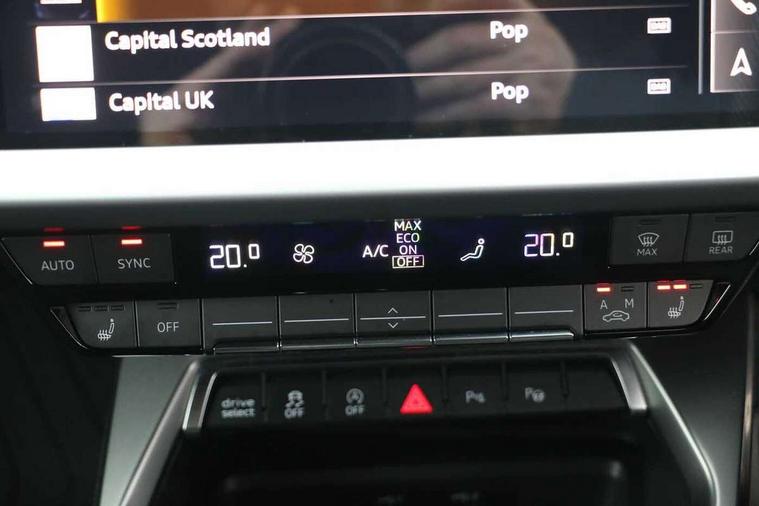 Capital Scotland Pop
Capital UK Pop
MAX
ECO
20.0 A/C ON 20.0
OFF
AUTO SYNC MAX REAR
OFF A M
drive
select OFF OFF P P